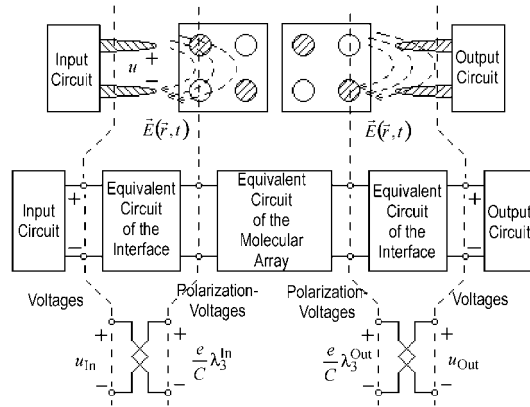 Input
Circuit
u
+
−
E⃗(r⃗,t)
E⃗(r⃗,t)
Output
Circuit
Input
Circuit
+
−
Equivalent
Circuit
of the
Interface
Equivalent
Circuit
of the
Molecular
Array
Equivalent
Circuit
of the
Interface
+
−
Output
Circuit
Voltages
Polarization-
Voltages
Polarization-
Voltages
Voltages
+ +
u_In e/C λ_3^In
− −
+ +
e/C λ_3^Out u_Out
− −